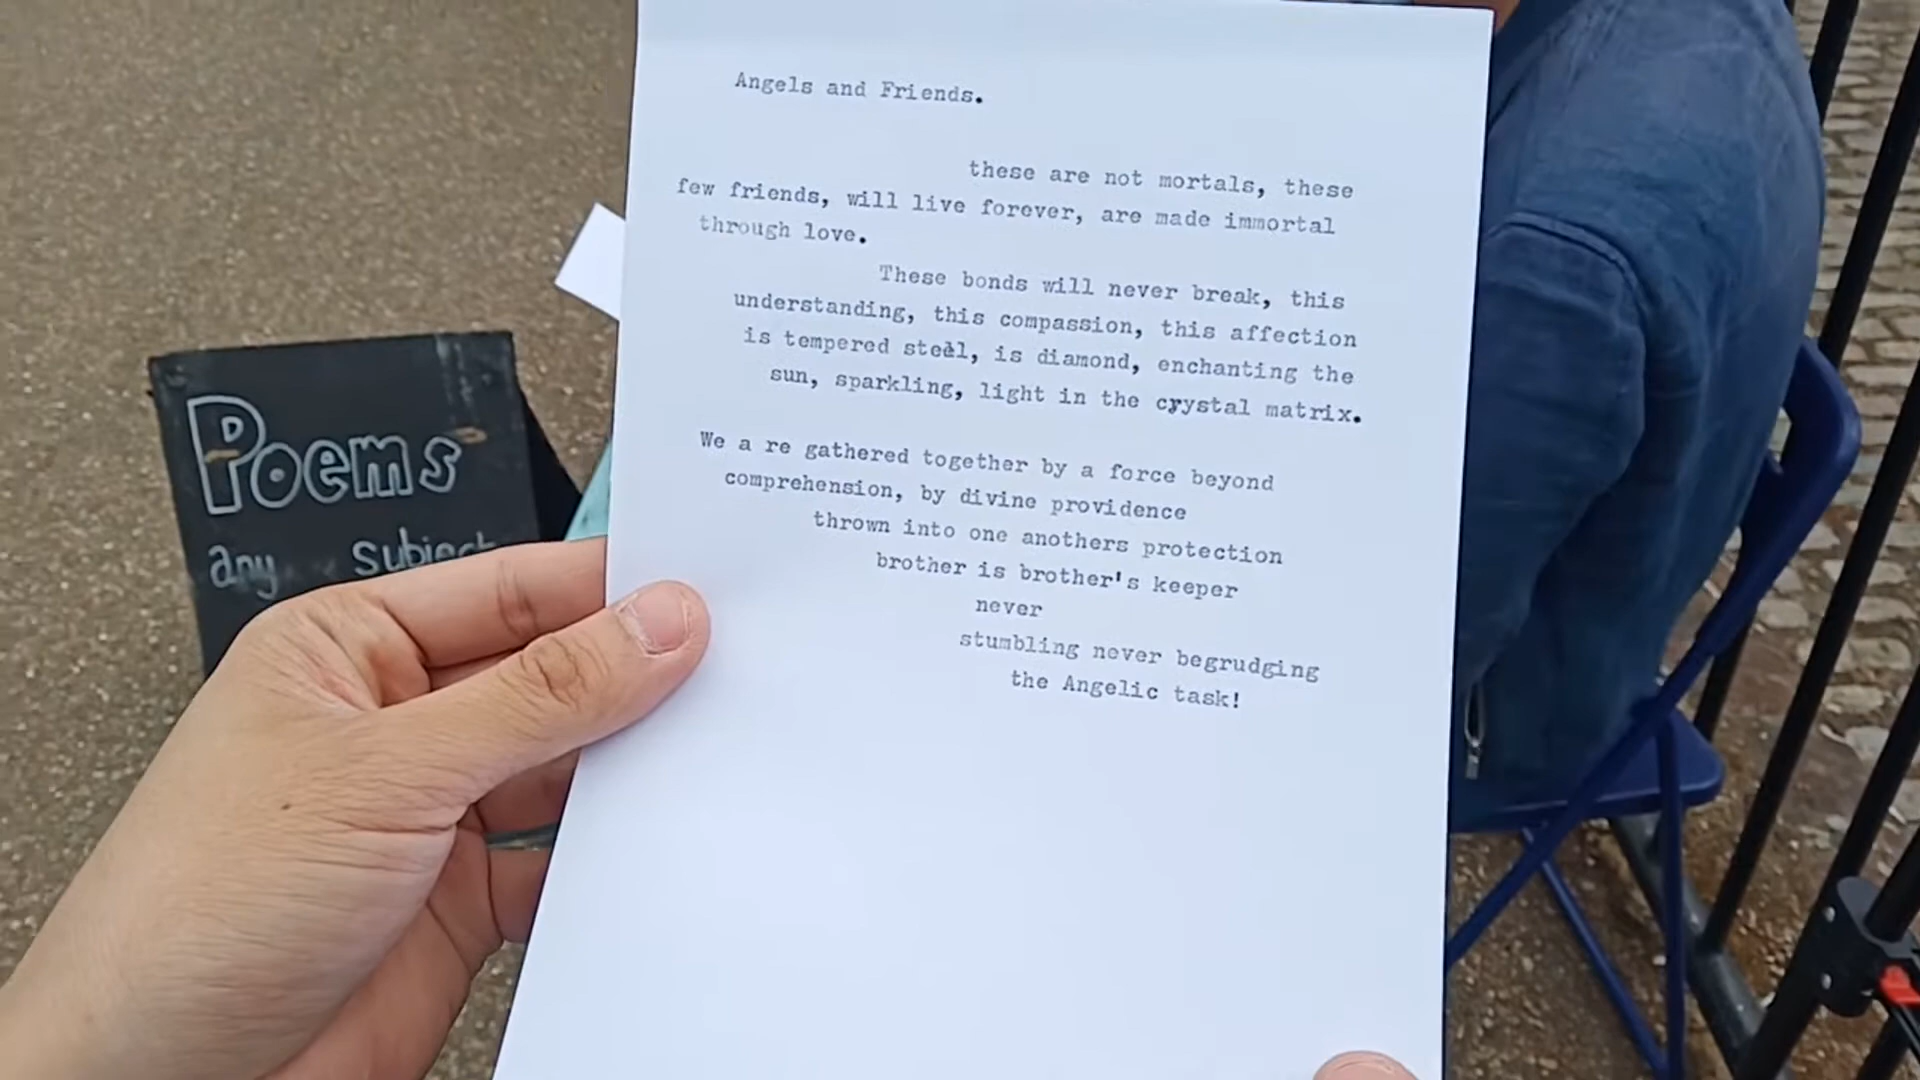 Angels and Friends.
these are not mortals, these
few friends, will live forever, are made immortal
through love.
These bonds will never break, this
understanding, this compassion, this affection
is tempered steel, is diamond, enchanting the
sun, sparkling, light in the crystal matrix.
We a re gathered together by a force beyond
comprehension, by divine providence
thrown into one anothers protection
brother is brother's keeper
never
stumbling never begrudging
the Angelic task!
Poems
any subject